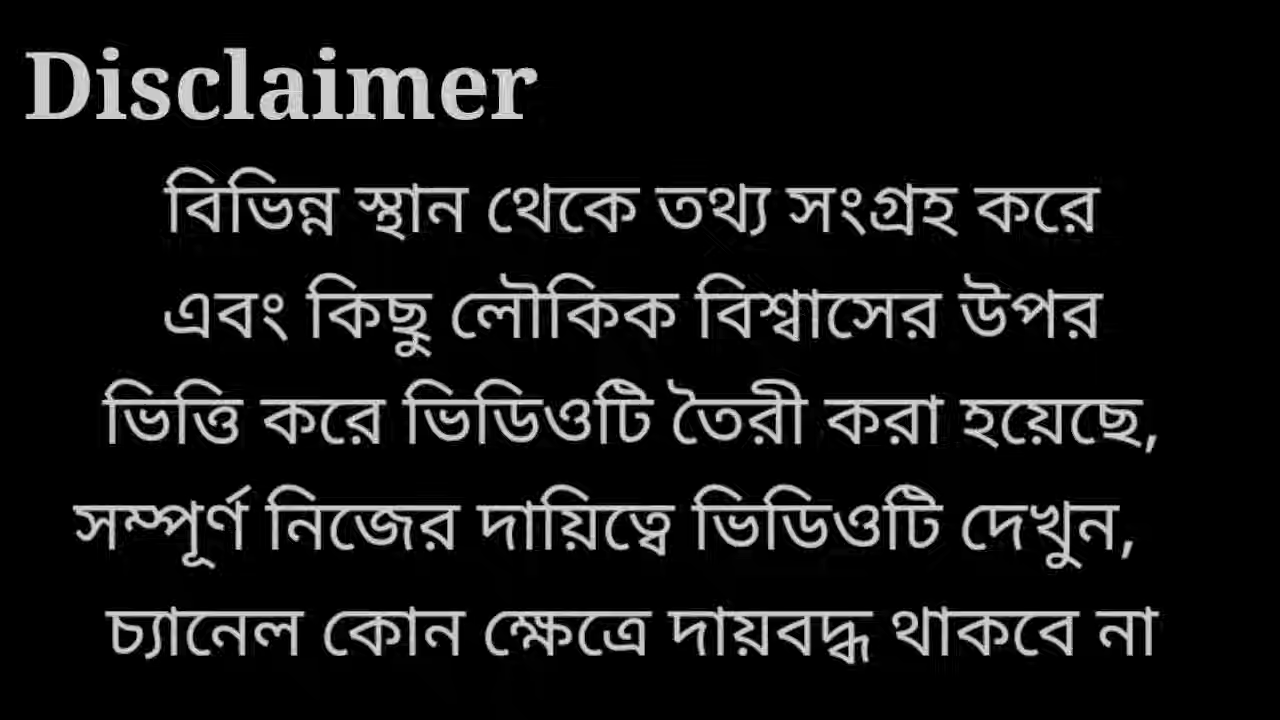 Disclaimer
বিভিন্ন স্থান থেকে তথ্য সংগ্রহ করে
এবং কিছু লৌকিক বিশ্বাসের উপর
ভিত্তি করে ভিডিওটি তৈরী করা হয়েছে,
সম্পূর্ণ নিজের দায়িত্বে ভিডিওটি দেখুন,
চ্যানেল কোন ক্ষেত্রে দায়বদ্ধ থাকবে না